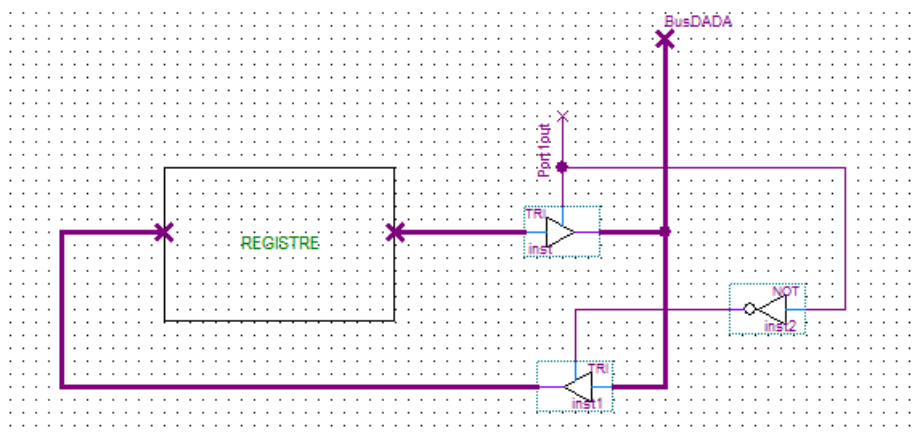 BusDADA
Port1out
TRI
inst
REGISTRE
NOT
inst2
TRI
inst1